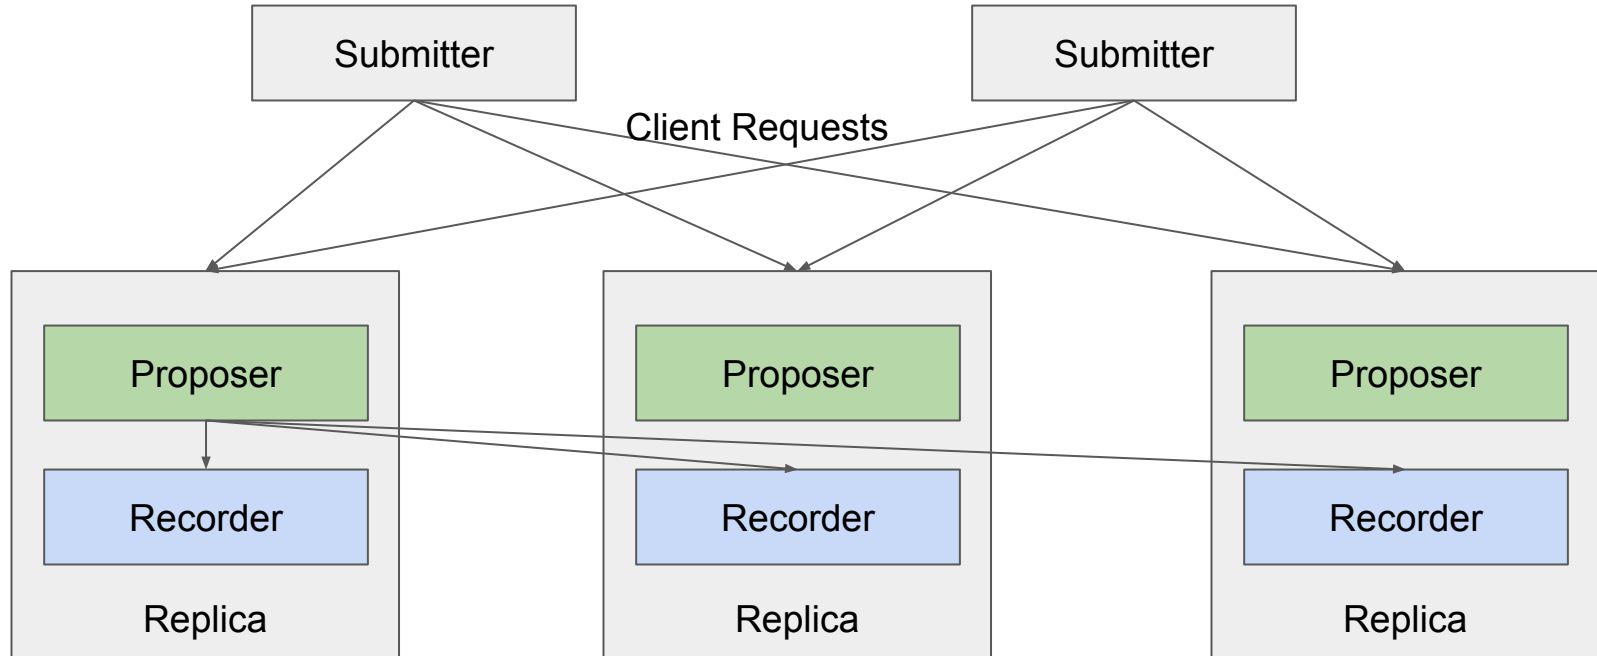 Submitter
Submitter
Client Requests
Proposer
Proposer
Proposer
Recorder
Recorder
Recorder
Replica
Replica
Replica